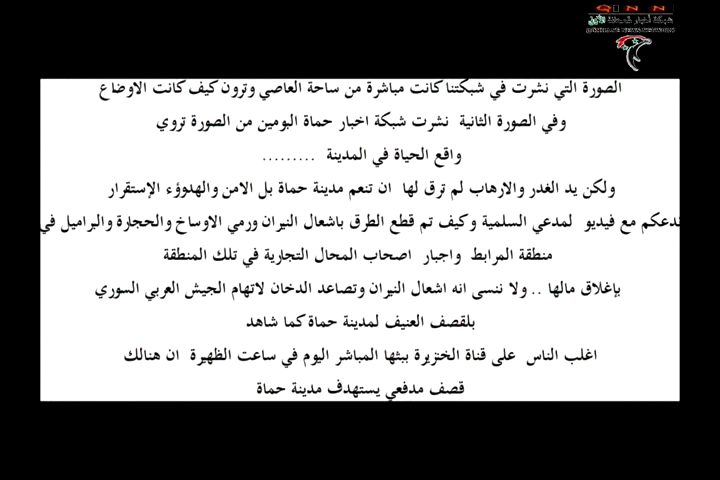 شبكة أخبار
الصورة التي نشرت في شبكتنا كانت مباشرة من ساحة العاصي وترون كيف كانت الاوضاع
وفي الصورة الثانية نشرت شبكة اخبار حماة البومين من الصورة تروي
واقع الحياة في المدينة .........
ولكن يد الغدر والارهاب لم ترق لها ان تنعم مدينة حماة بل الامن والهدوؤء الإستقرار
ندعكم مع فيديو لمدعي السلمية وكيف تم قطع الطرق باشعال النيران ورمي الاوساخ والحجارة والبراميل في
منطقة المرابط واجبار اصحاب المحال التجارية في تلك المنطقة
بإغلاق مالها .. ولا ننسى انه اشعال النيران وتصاعد الدخان لاتهام الجيش العربي السوري
بلقصف العنيف لمدينة حماة كما شاهد
اغلب الناس على قناة الخنزيرة ببثها المباشر اليوم في ساعت الظهيرة ان هنالك
قصف مدفعي يستهدف مدينة حماة